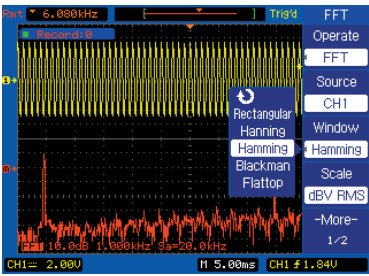 Rmt 6.080kHz Trig'd FFT
Record:0
Operate
FFT
Source
CH1
Window
Hamming
Scale
dBV RMS
-More-
1/2
1
Rectangular
Hanning
Hamming
Blackman
Flattop
M
FFT 10.0dB 1.000kHz Sa=20.0kHz
CH1 2.00V M 5.00ms CH1 1.84V